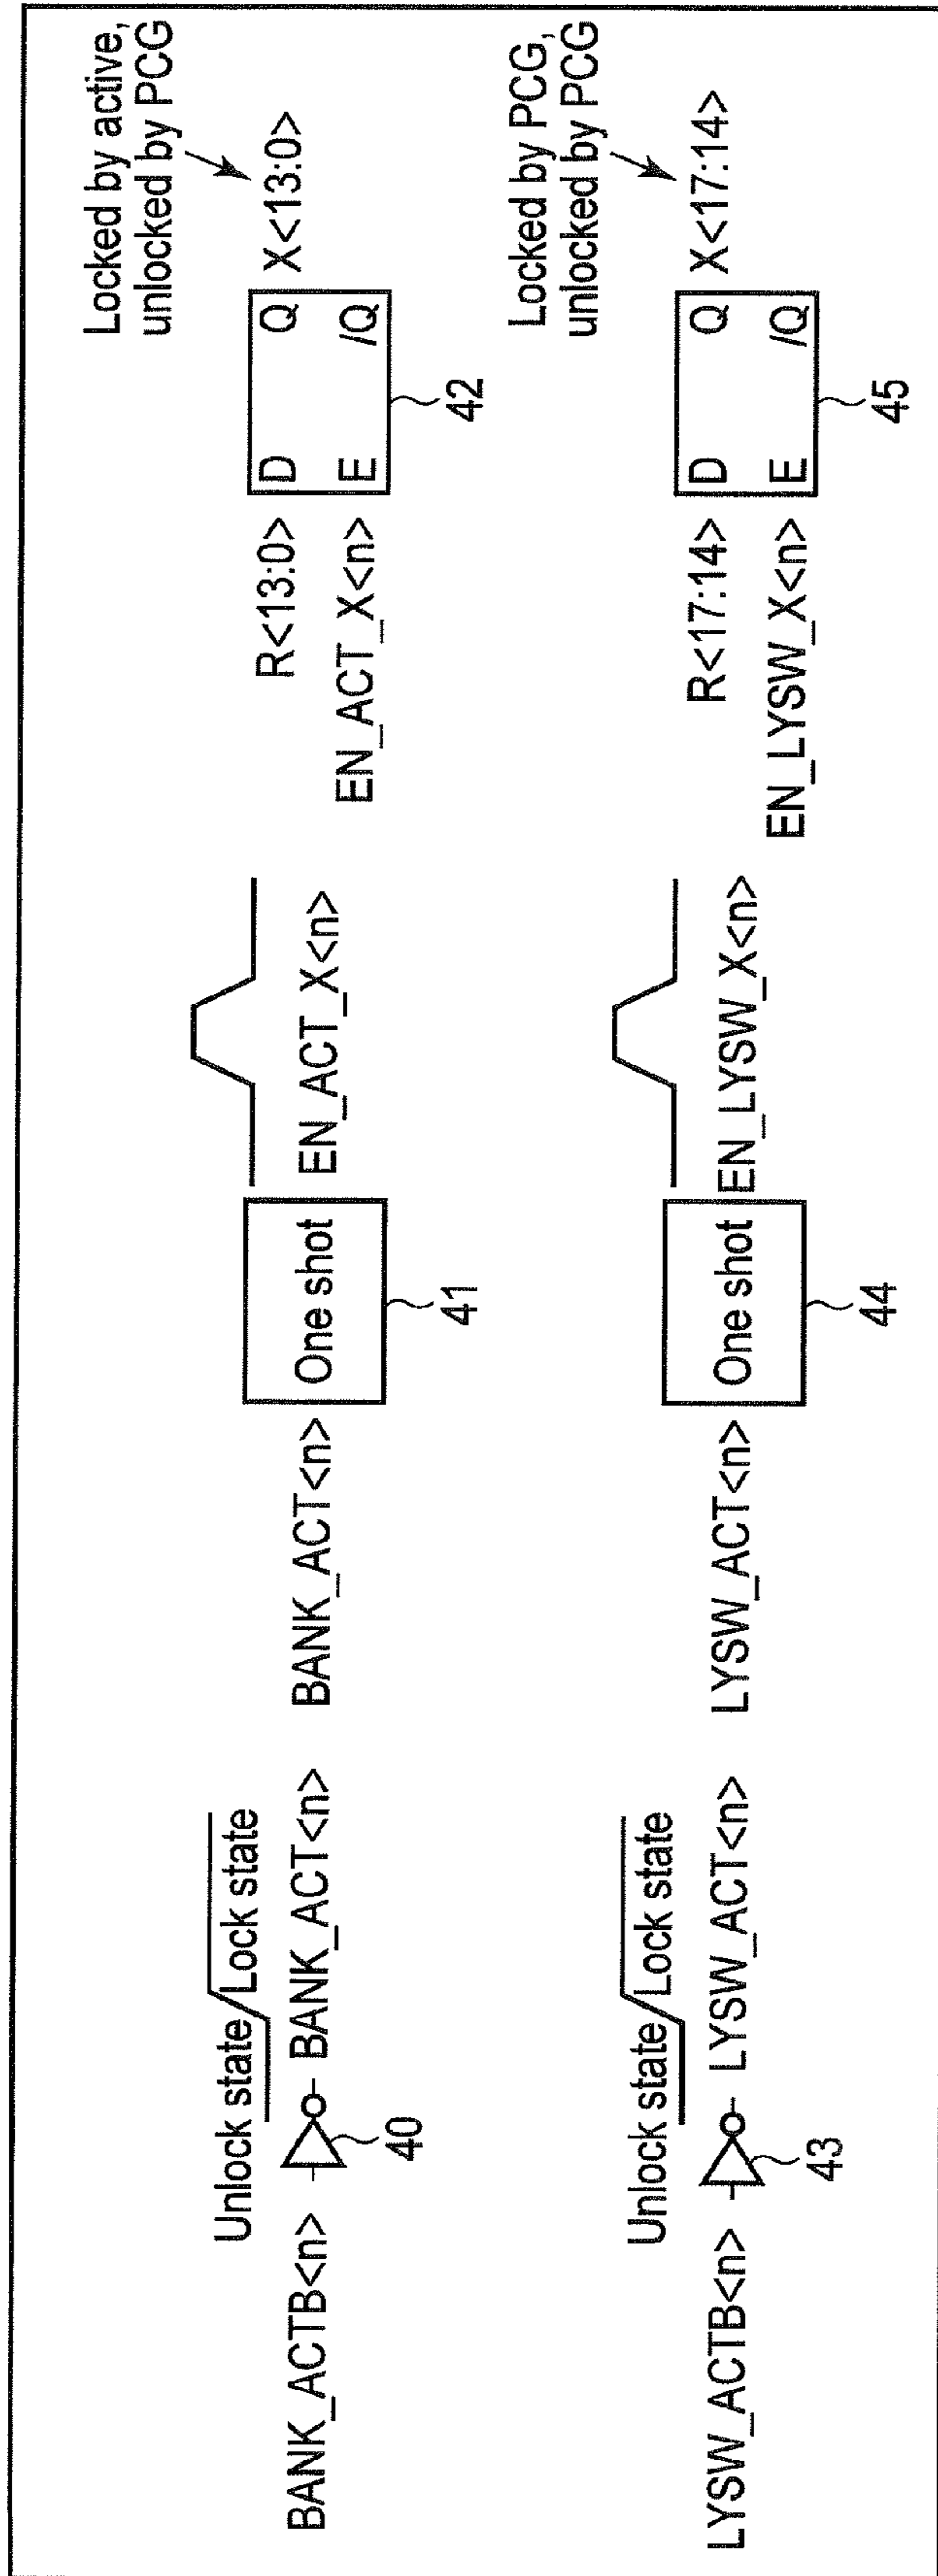 Unlock state
Lock state
BANK_ACTB<n>
BANK_ACT<n>
40
BANK_ACT<n>
One shot
41
EN_ACT_X<n>
R<13:0>
EN_ACT_X<n>
D
Q
E
/Q
42
X<13:0>
Locked by active,
unlocked by PCG
Unlock state
Lock state
LYSW_ACTB<n>
LYSW_ACT<n>
43
LYSW_ACT<n>
One shot
44
EN_LYSW_X<n>
R<17:14>
EN_LYSW_X<n>
D
Q
E
/Q
45
X<17:14>
Locked by PCG,
unlocked by PCG